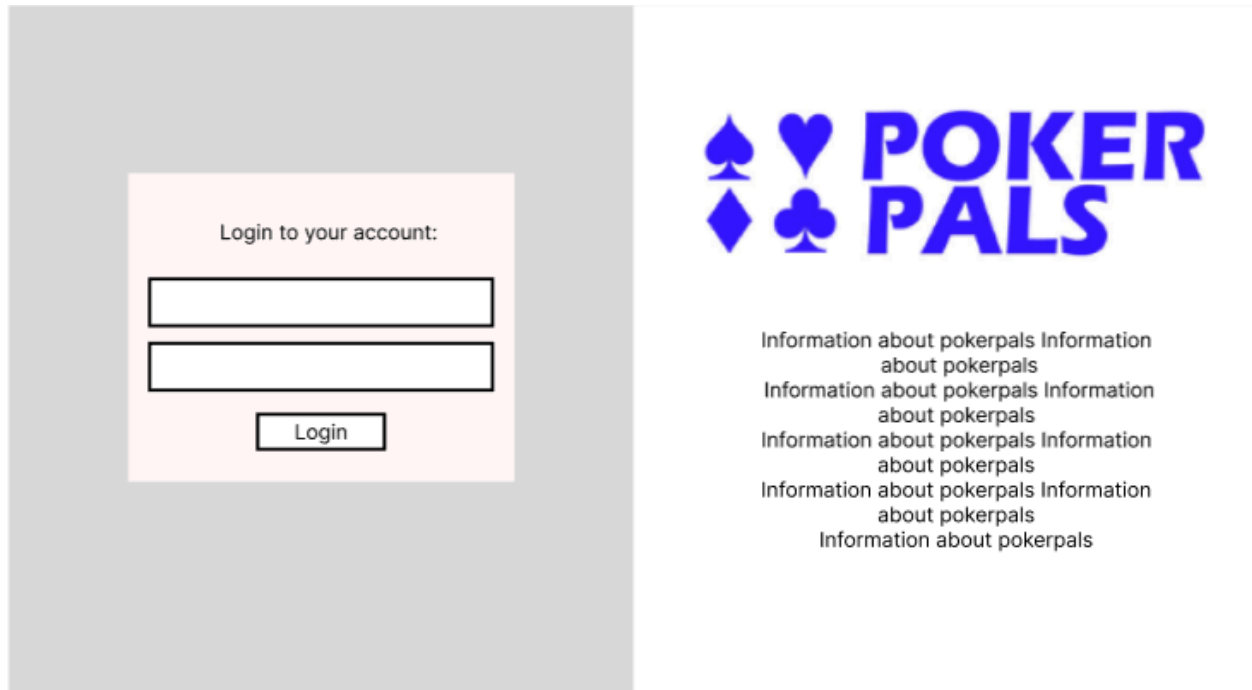 Login to your account:
Login
POKER
PALS
Information about pokerpals Information
about pokerpals
Information about pokerpals Information
about pokerpals
Information about pokerpals Information
about pokerpals
Information about pokerpals Information
about pokerpals
Information about pokerpals